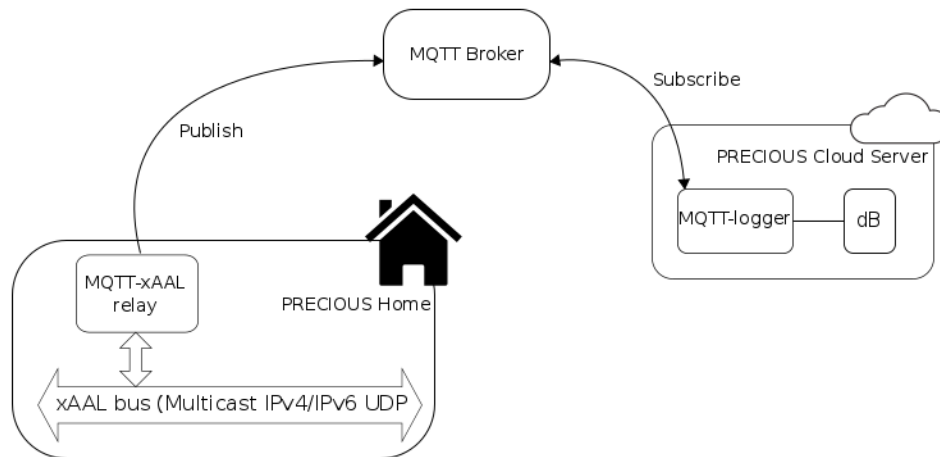 MQTT Broker
Subscribe
Publish
PRECIOUS Cloud Server
MQTT-logger
dB
MQTT-xAAL
relay
PRECIOUS Home
xAAL bus (Multicast IPv4/IPv6 UDP